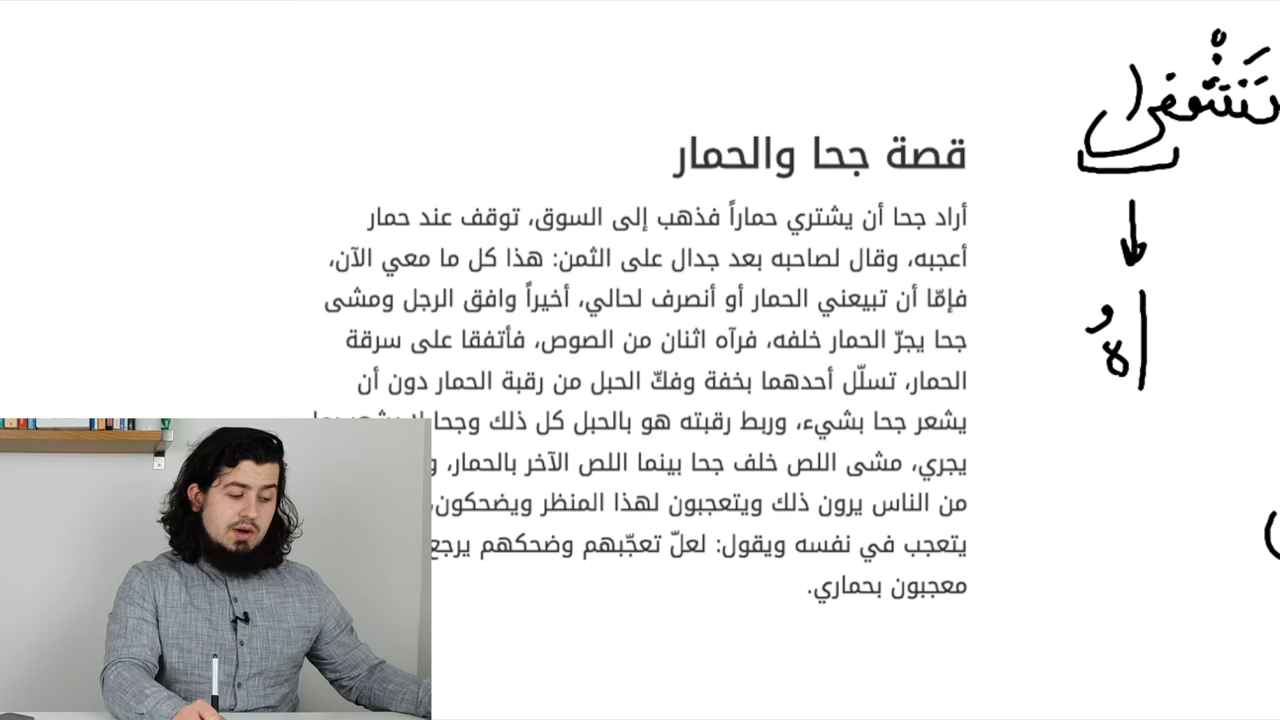 قصة جحا والحمار
أراد جحا أن يشتري حماراً فذهب إلى السوق، توقف عند حمار
أعجبه، وقال لصاحبه بعد جدال على الثمن: هذا كل ما معي الآن،
فإمّا أن تبيعني الحمار أو أنصرف لحالي، أخيراً وافق الرجل ومشى
جحا يجرّ الحمار خلفه، فرآه اثنان من الصوص، فأتفقا على سرقة
الحمار، تسلّل أحدهما بخفة وفكّ الحبل من رقبة الحمار دون أن
يشعر جحا بشيء، وربط رقبته هو بالحبل كل ذلك وجحا
يجري، مشى اللص خلف جحا بينما اللص الآخر بالحمار،
من الناس يرون ذلك ويتعجبون لهذا المنظر ويضحكون،
يتعجب في نفسه ويقول: لعلّ تعجّبهم وضحكهم
معجبون بحماري.